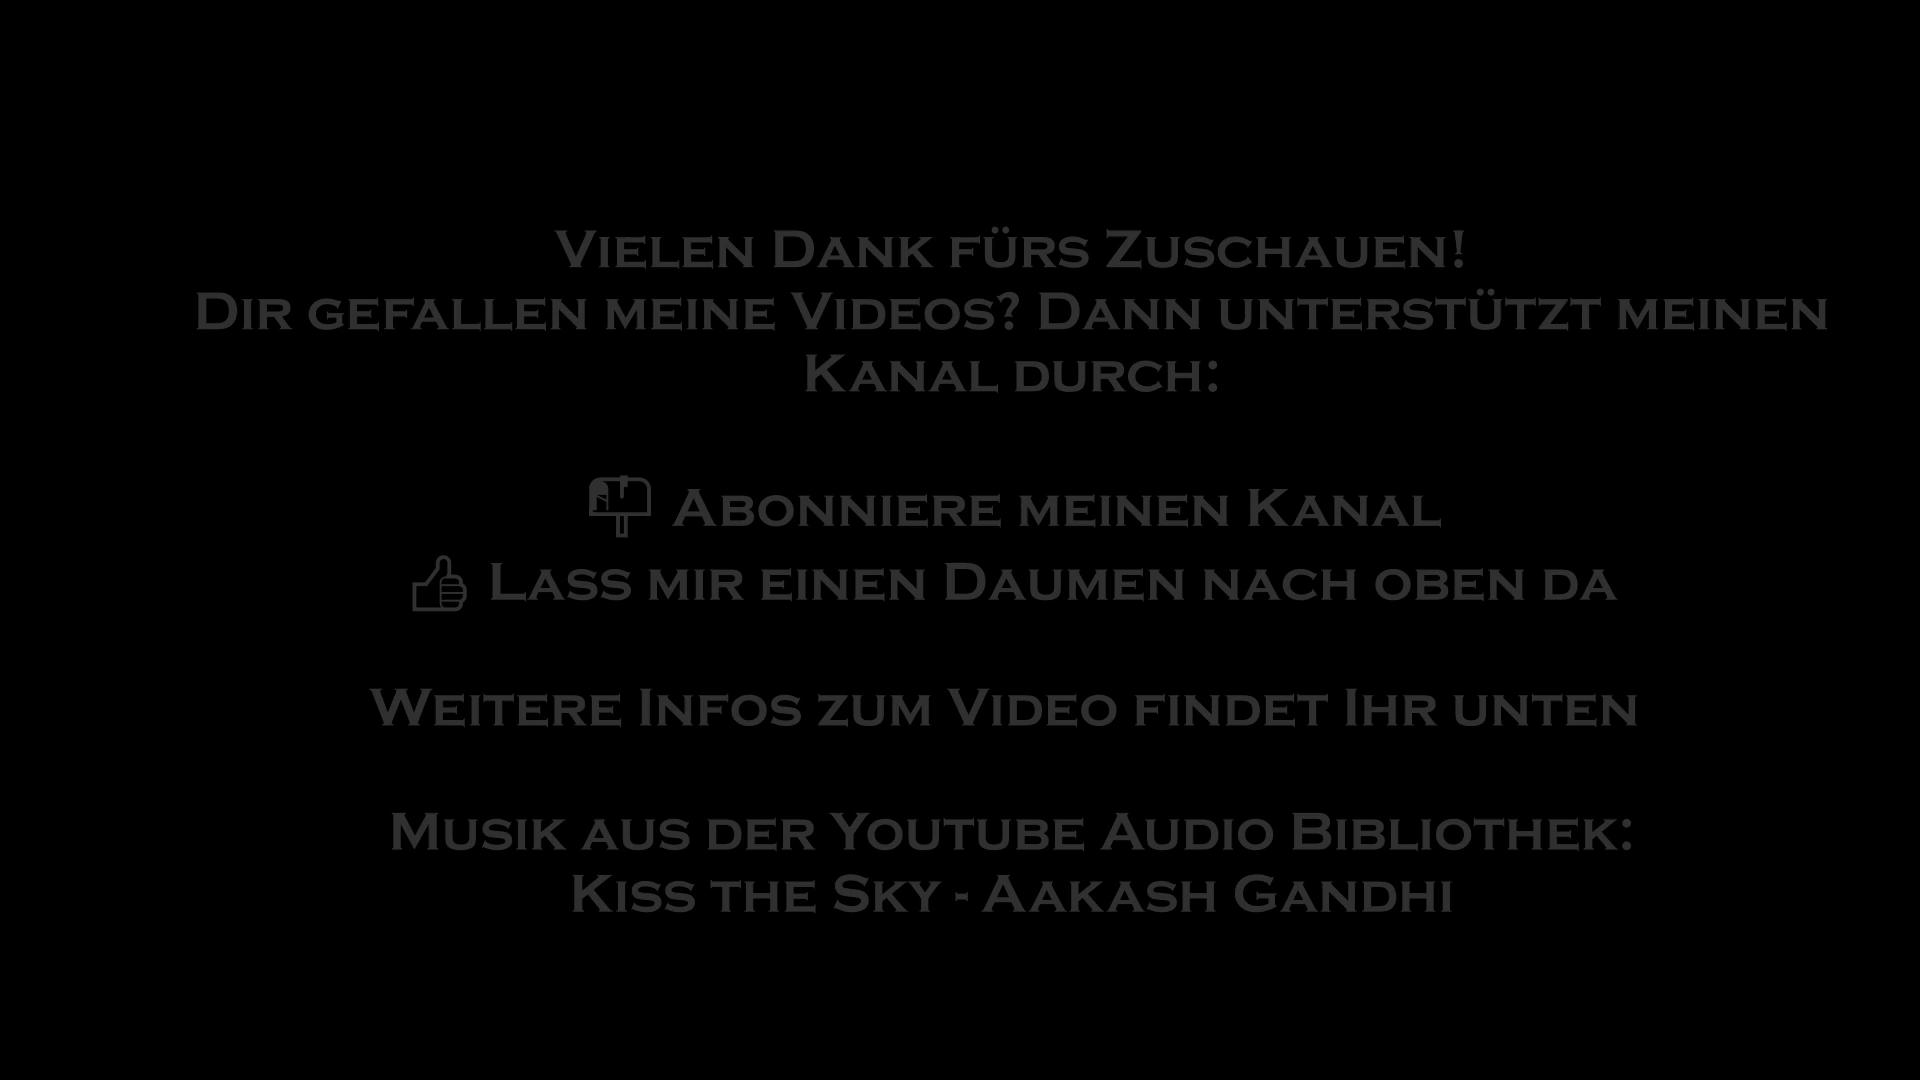 Vielen Dank fürs Zuschauen!
Dir gefallen meine Videos? Dann unterstützt meinen
Kanal durch:
📬 Abonniere meinen Kanal
👍 Lass mir einen Daumen nach oben da
Weitere Infos zum Video findet Ihr unten
Musik aus der Youtube Audio Bibliothek:
Kiss the Sky - Aakash Gandhi